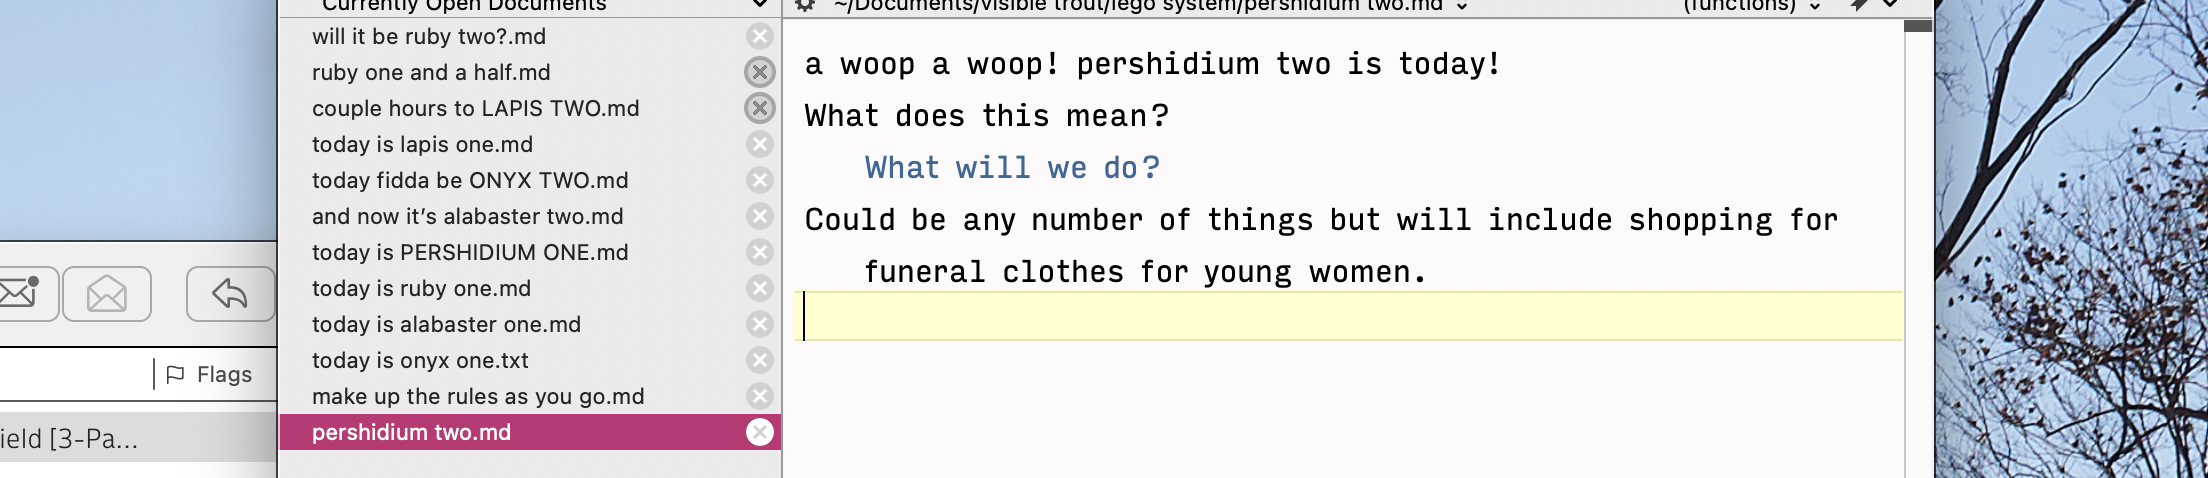 Currently Open Documents
will it be ruby two?.md
ruby one and a half.md
couple hours to LAPIS TWO.md
today is lapis one.md
today fidda be ONYX TWO.md
and now it’s alabaster two.md
today is PERSHIDIUM ONE.md
today is ruby one.md
today is alabaster one.md
today is onyx one.txt
make up the rules as you go.md
pershidium two.md
~/Documents/visible trout/lego system/pershidium two.md
(functions)
a woop a woop! pershidium two is today!
What does this mean?
What will we do?
Could be any number of things but will include shopping for
funeral clothes for young women.
Flags
ield [3-Pa...